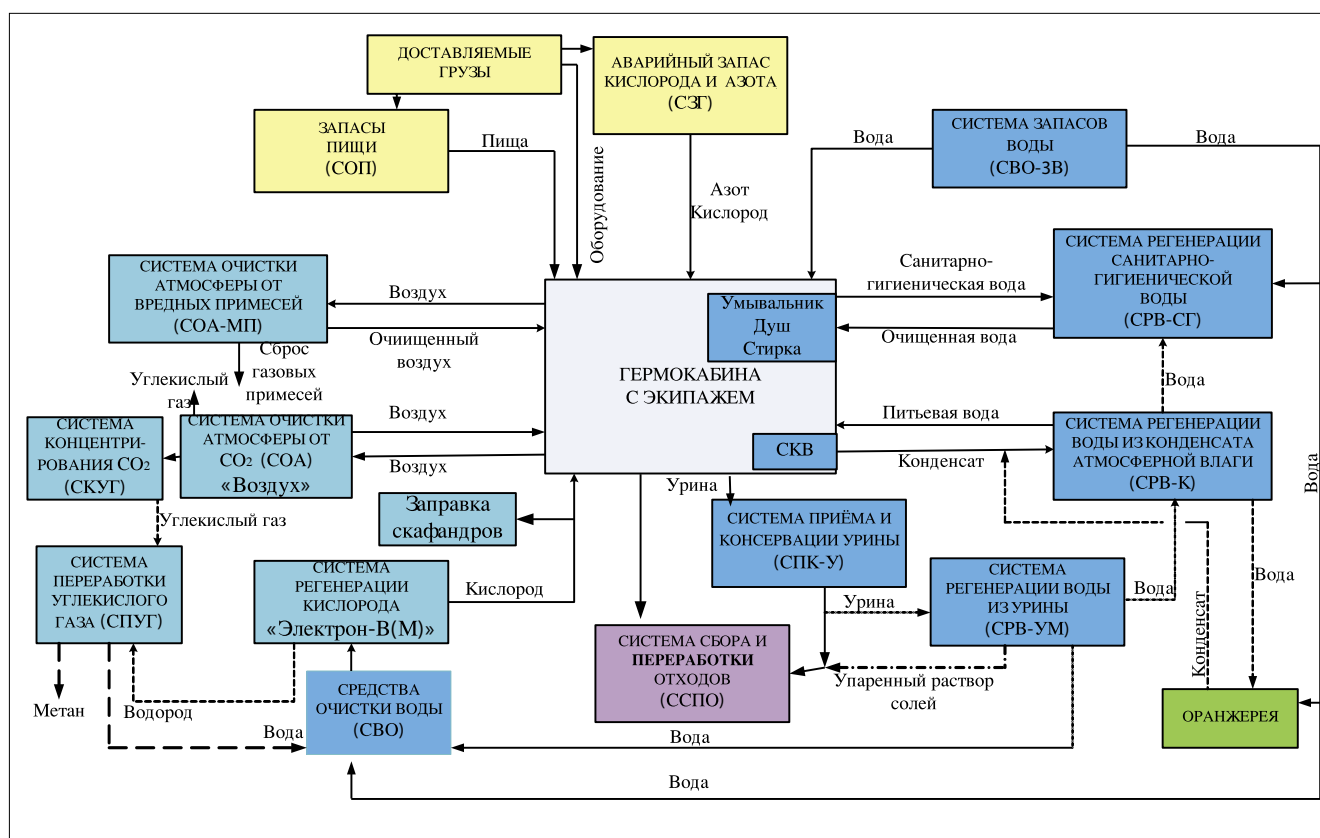 ДОСТАВЛЯЕМЫЕ
ГРУЗЫ
АВАРИЙНЫЙ ЗАПАС
КИСЛОРОДА И АЗОТА
(СЗГ)
ЗАПАСЫ
ПИЩИ
(СОП)
Пища
Оборудование
Азот
Кислород
Вода
СИСТЕМА ЗАПАСОВ
ВОДЫ
(СВО-ЗВ)
Вода
СИСТЕМА ОЧИСТКИ
АТМОСФЕРЫ ОТ
ВРЕДНЫХ ПРИМЕСЕЙ
(СОА-МП)
Воздух
Очиищенный
воздух
Сброс
газовых
примесей
Углекислый
газ
Умывальник
Душ
Стирка
ГЕРМОКАБИНА
С ЭКИПАЖЕМ
СКВ
Санитарно-
гигиеническая вода
Очищенная вода
СИСТЕМА РЕГЕНЕРАЦИИ
САНИТАРНО-
ГИГИЕНИЧЕСКОЙ
ВОДЫ
(СРВ-СГ)
Вода
СИСТЕМА
КОНЦЕНТРИ-
РОВАНИЯ СО2
(СКУГ)
СИСТЕМА ОЧИСТКИ
АТМОСФЕРЫ ОТ
СО2 (СОА)
«Воздух»
Воздух
Воздух
Питьевая вода
Конденсат
СИСТЕМА РЕГЕНЕРАЦИИ
ВОДЫ ИЗ КОНДЕНСАТА
АТМОСФЕРНОЙ ВЛАГИ
(СРВ-К)
Вода
Углекислый газ
Заправка
скафандров
Урина
СИСТЕМА ПРИЁМА И
КОНСЕРВАЦИИ УРИНЫ
(СПК-У)
СИСТЕМА
ПЕРЕРАБОТКИ
УГЛЕКИСЛОГО
ГАЗА (СПУГ)
СИСТЕМА
РЕГЕНЕРАЦИИ
КИСЛОРОДА
«Электрон-В(М)»
Кислород
Урина
СИСТЕМА
РЕГЕНЕРАЦИИ ВОДЫ
ИЗ УРИНЫ
(СРВ-УМ)
Вода
Вода
Конденсат
СИСТЕМА СБОРА И
ПЕРЕРАБОТКИ
ОТХОДОВ
(ССПО)
Упаренный раствор
солей
Метан
Водород
СРЕДСТВА
ОЧИСТКИ ВОДЫ
(СВО)
Вода
Вода
ОРАНЖЕРЕЯ
Вода